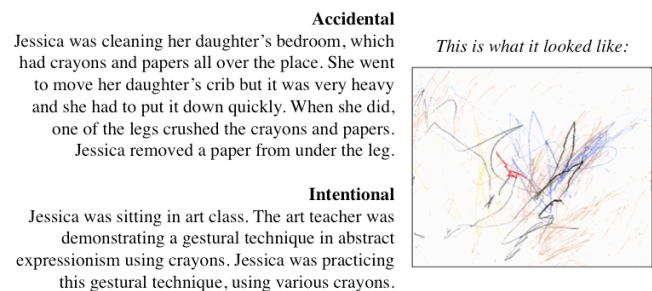 Accidental
Jessica was cleaning her daughter's bedroom, which
had crayons and papers all over the place. She went
to move her daughter's crib but it was very heavy
and she had to put it down quickly. When she did,
one of the legs crushed the crayons and papers.
Jessica removed a paper from under the leg.
Intentional
Jessica was sitting in art class. The art teacher was
demonstrating a gestural technique in abstract
expressionism using crayons. Jessica was practicing
this gestural technique, using various crayons.
This is what it looked like: